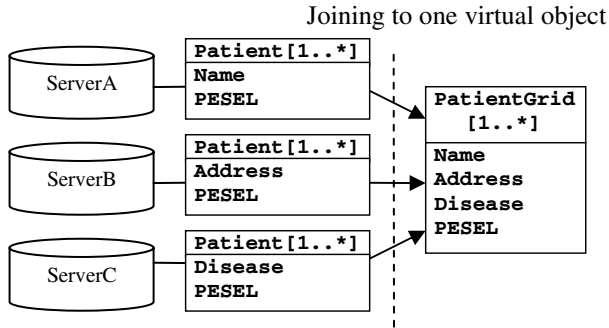 Joining to one virtual object
ServerA
Patient[1..*]
Name
PESEL
ServerB
Patient[1..*]
Address
PESEL
ServerC
Patient[1..*]
Disease
PESEL
PatientGrid
[1..*]
Name
Address
Disease
PESEL